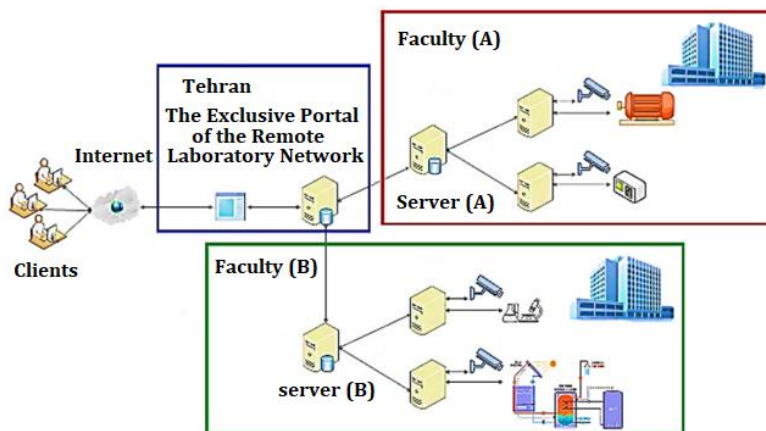 Faculty (A)
Tehran
The Exclusive Portal
of the Remote
Laboratory Network
Internet
Server (A)
Clients
Faculty (B)
server (B)